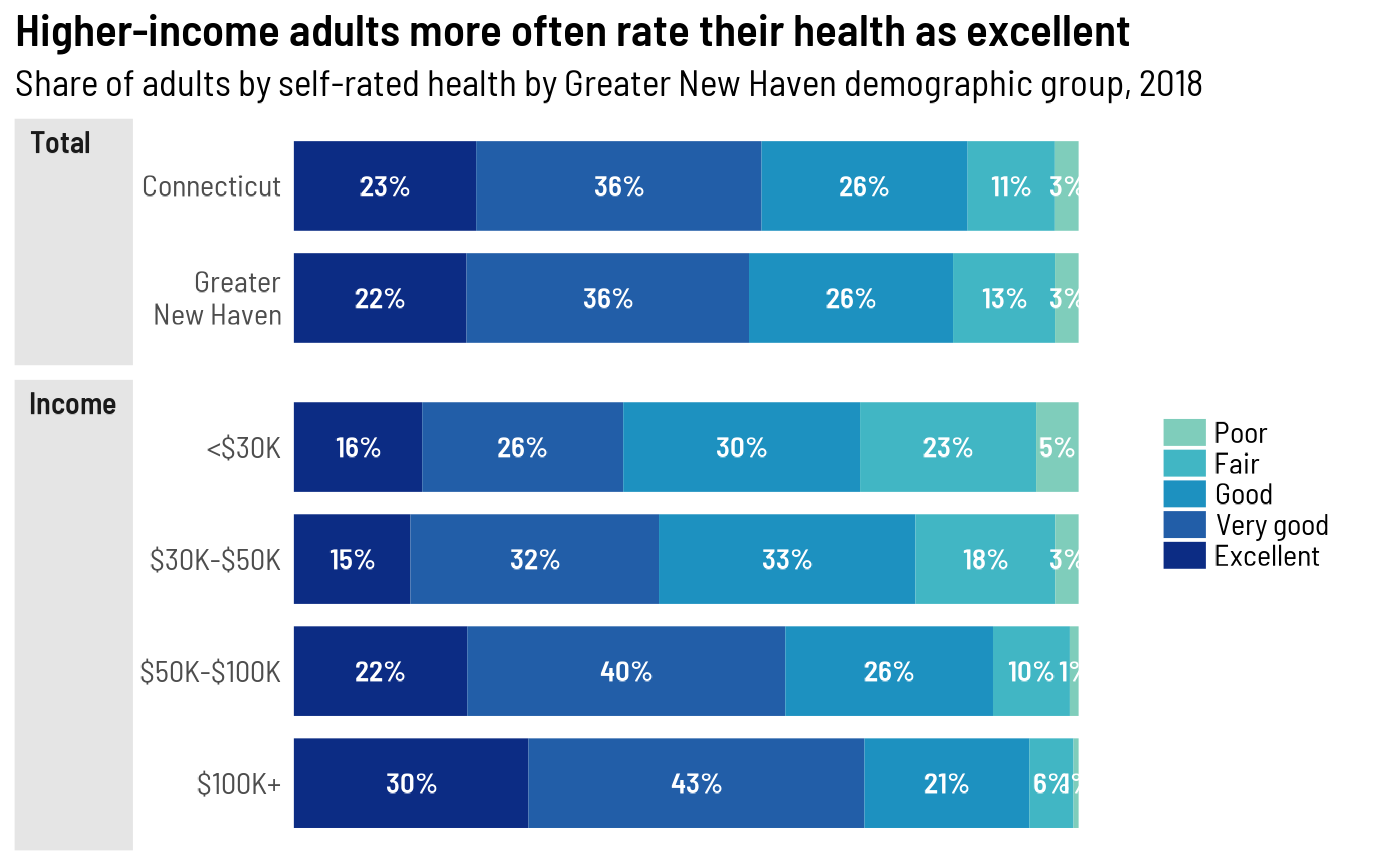 Higher-income adults more often rate their health as excellent
Share of adults by self-rated health by Greater New Haven demographic group, 2018
Total
Connecticut
23% 36% 26% 11% 3%
Greater
New Haven
22% 36% 26% 13% 3%
Income
<$30K
16% 26% 30% 23% 5%
$30K-$50K
15% 32% 33% 18% 3%
$50K-$100K
22% 40% 26% 10% 1%
$100K+
30% 43% 21% 6% 1%
Poor
Fair
Good
Very good
Excellent